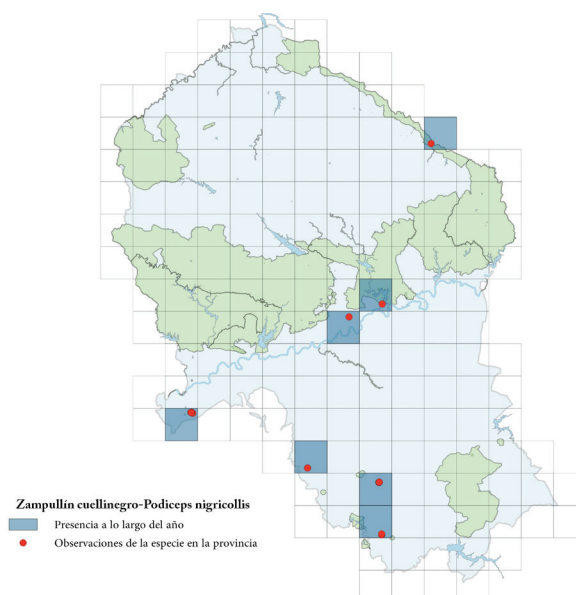 Zampullín cuellinegro-Podiceps nigricollis
Presencia a lo largo del año
Observaciones de la especie en la provincia